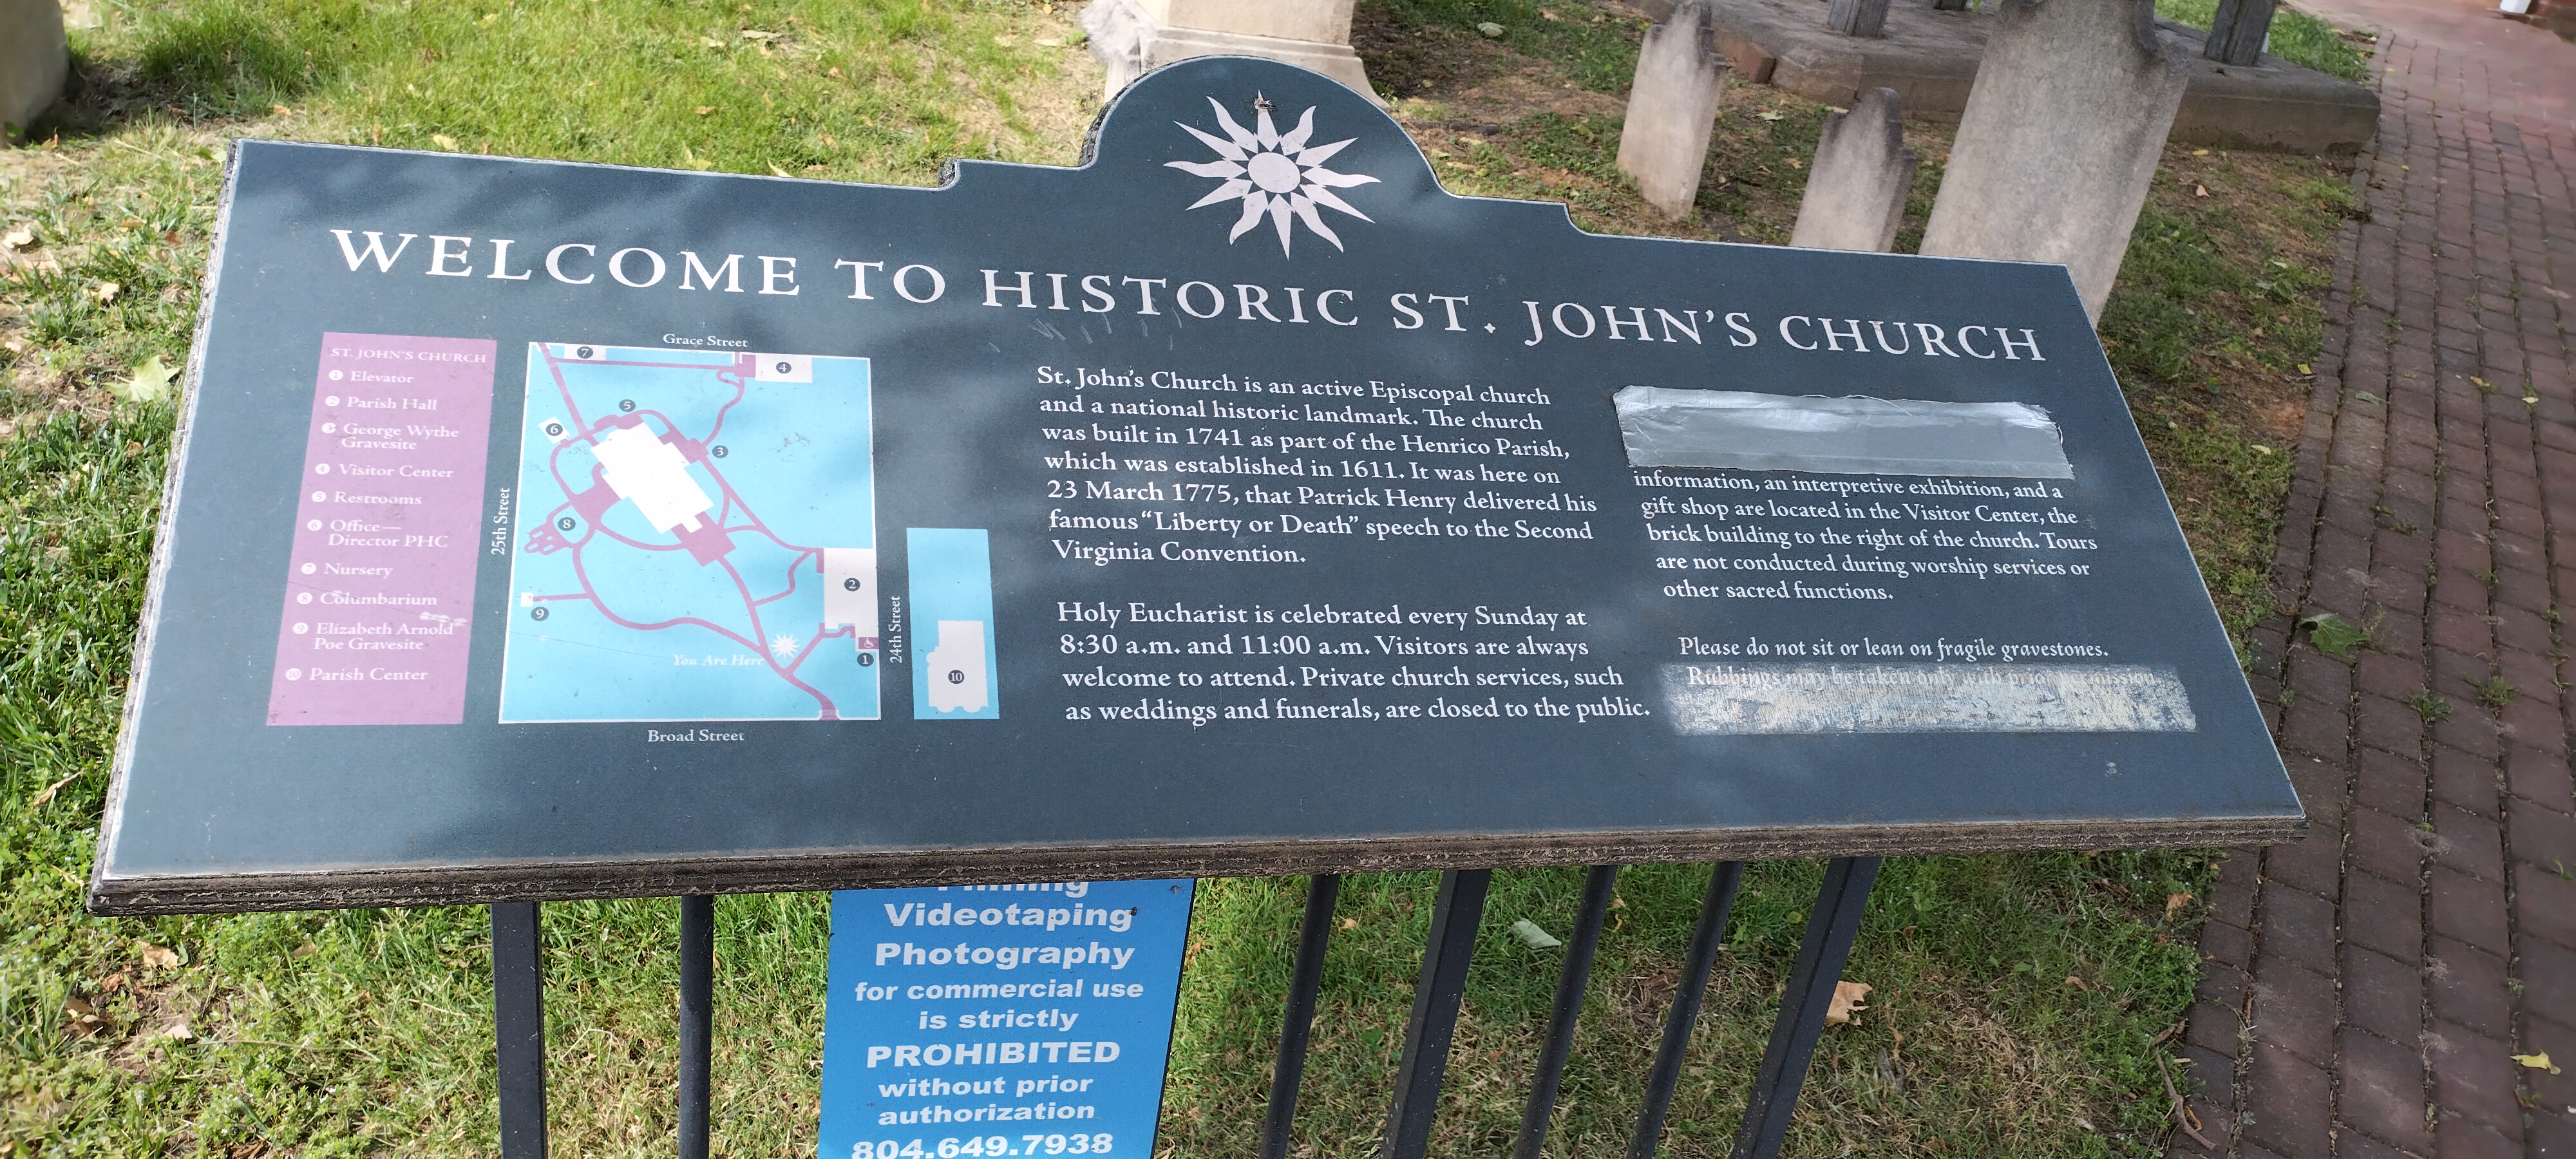 WELCOME TO HISTORIC ST. JOHN'S CHURCH
ST. JOHN'S CHURCH
1 Elevator
2 Parish Hall
3 George Wythe
Gravesite
4 Visitor Center
5 Restrooms
6 Office—
Director PHC
7 Nursery
8 Columbarium
9 Elizabeth Arnold
Poe Gravesite
10 Parish Center
Grace Street
7
4
5
6
3
25th Street
8
2
9
24th Street
You Are Here
1
10
Broad Street
St. John's Church is an active Episcopal church
and a national historic landmark. The church
was built in 1741 as part of the Henrico Parish,
which was established in 1611. It was here on
23 March 1775, that Patrick Henry delivered his
famous “Liberty or Death” speech to the Second
Virginia Convention.
Holy Eucharist is celebrated every Sunday at
8:30 a.m. and 11:00 a.m. Visitors are always
welcome to attend. Private church services, such
as weddings and funerals, are closed to the public.
information, an interpretive exhibition, and a
gift shop are located in the Visitor Center, the
brick building to the right of the church. Tours
are not conducted during worship services or
other sacred functions.
Please do not sit or lean on fragile gravestones.
Rubbings may be taken only with prior permission.
Videotaping
Photography
for commercial use
is strictly
PROHIBITED
without prior
authorization
804.649.7938